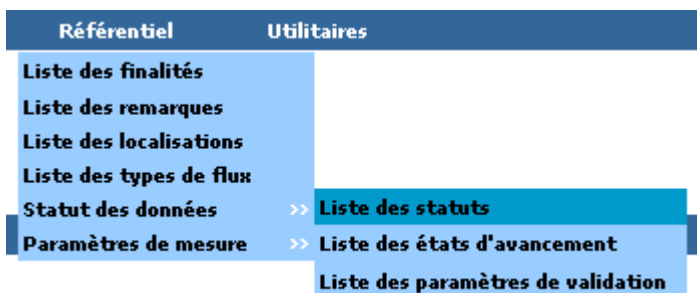 Référentiel Utilitaires
Liste des finalités
Liste des remarques
Liste des localisations
Liste des types de flux
Statut des données >> Liste des statuts
Paramètres de mesure >> Liste des états d'avancement
Liste des paramètres de validation